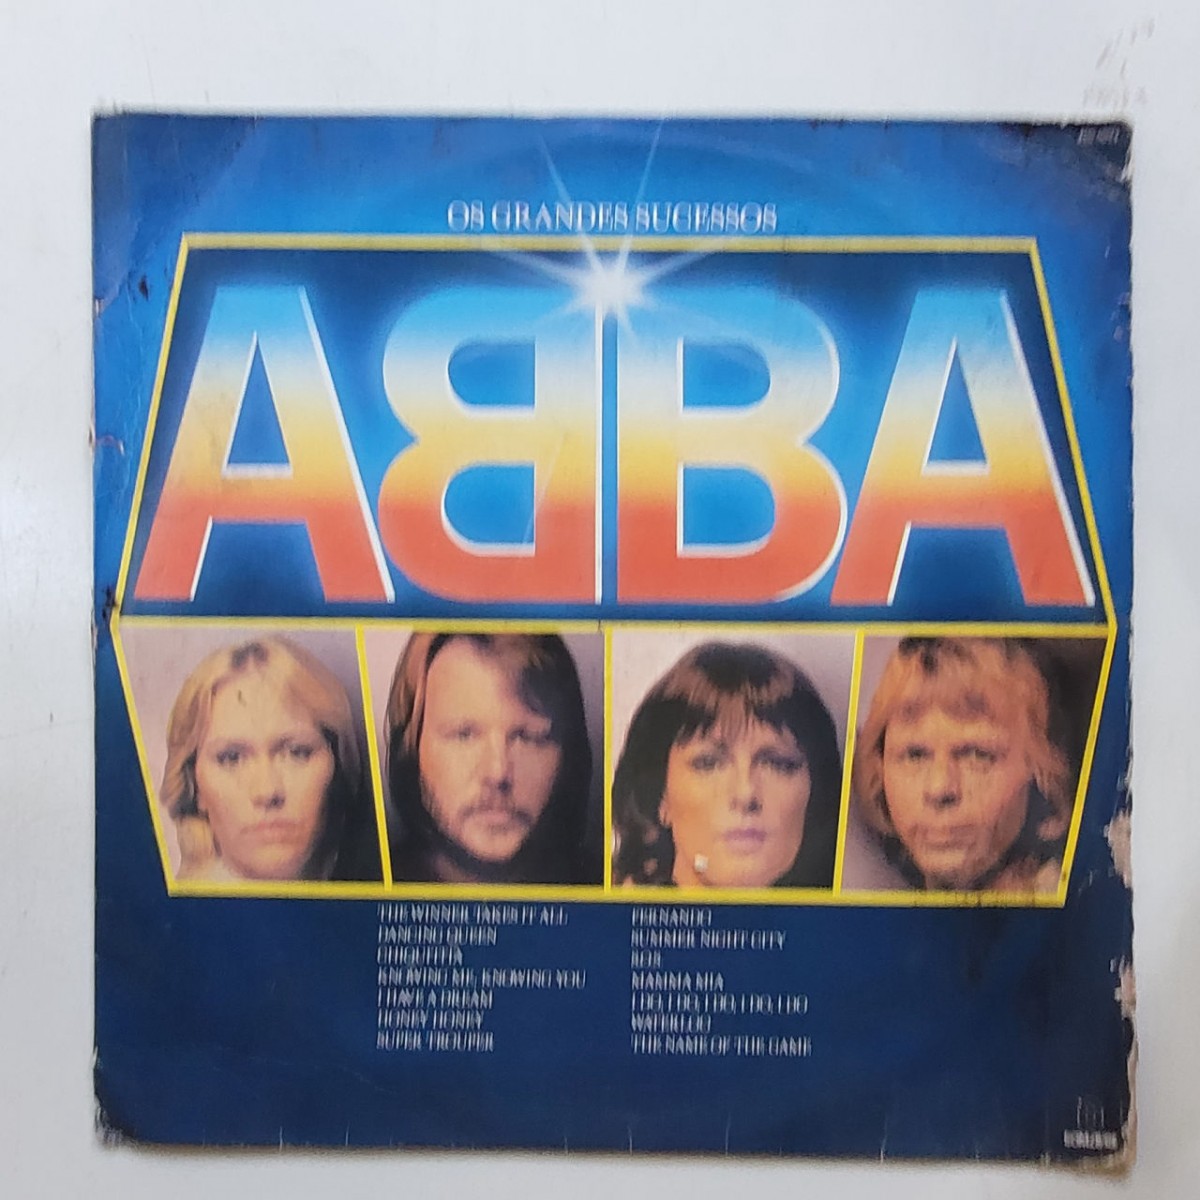 OS GRANDES SUCESSOS
ABBA
THE WINNER TAKES IT ALL
DANCING QUEEN
CHIQUITITA
KNOWING ME, KNOWING YOU
I HAVE A DREAM
HONEY HONEY
SUPER TROUPER
FERNANDO
SUMMER NIGHT CITY
S.O.S.
MAMMA MIA
I DO, I DO, I DO, I DO, I DO
WATERLOO
THE NAME OF THE GAME